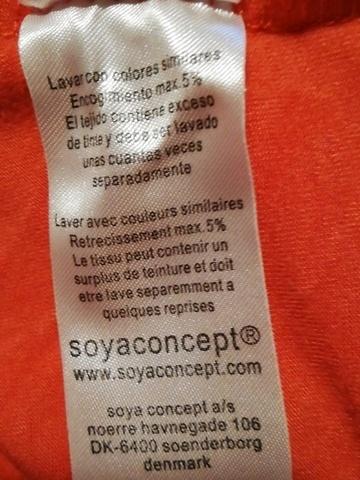 Lavar con colores similares
Encogimiento max. 5%
El tejido contiene exceso
de tinte y debe ser lavado
unas cuantas veces
separadamente
Laver avec couleurs similaires
Retrecissement max. 5%
Le tissu peut contenir un
surplus de teinture et doit
etre lave separemment a
quelques reprises
soyaconcept®
www.soyaconcept.com
soya concept a/s
noerre havnegade 106
DK-6400 soenderborg
denmark